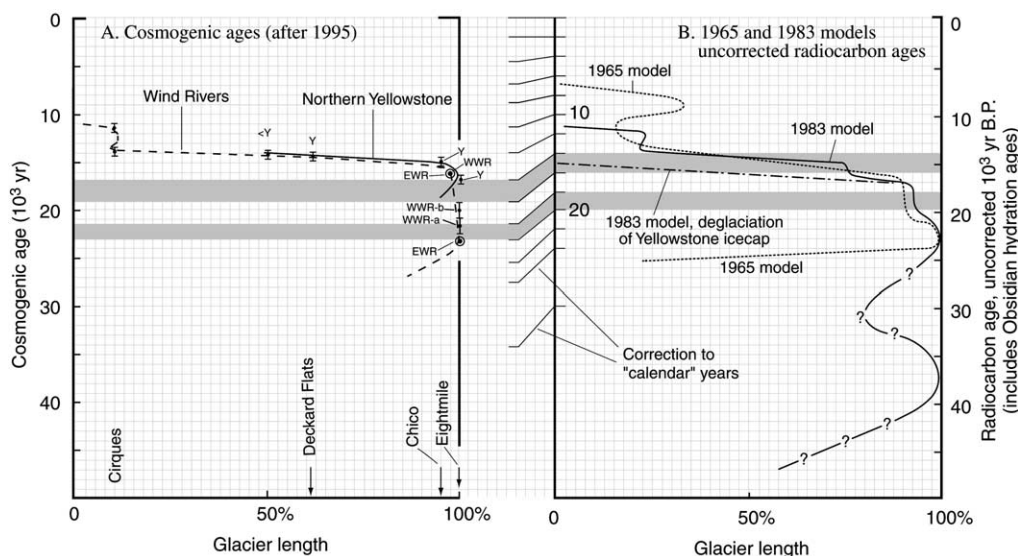 A. Cosmogenic ages (after 1995)
B. 1965 and 1983 models
uncorrected radiocarbon ages
0
10
20
30
40
Cosmogenic age (10³ yr)
Wind Rivers
Northern Yellowstone
<Y
Y
Y
WWR
EWR
Y
WWR-b
WWR-a
EWR
Cirques
Deckard Flats
Chico
Eightmile
0
50%
100%
Glacier length
10
20
Correction to
"calendar" years
1965 model
1983 model
1983 model, deglaciation
of Yellowstone icecap
1965 model
?
?
?
?
?
?
?
0
50%
100%
Glacier length
0
10
20
30
40
Radiocarbon age, uncorrected 10³ yr B.P.
(includes Obsidian hydration ages)